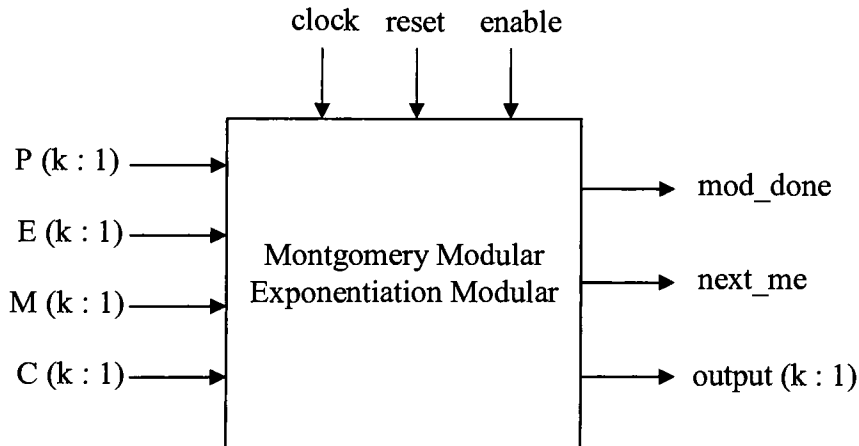 clock reset enable
P (k : 1)
E (k : 1)
M (k : 1)
C (k : 1)
Montgomery Modular
Exponentiation Modular
mod_done
next_me
output (k : 1)